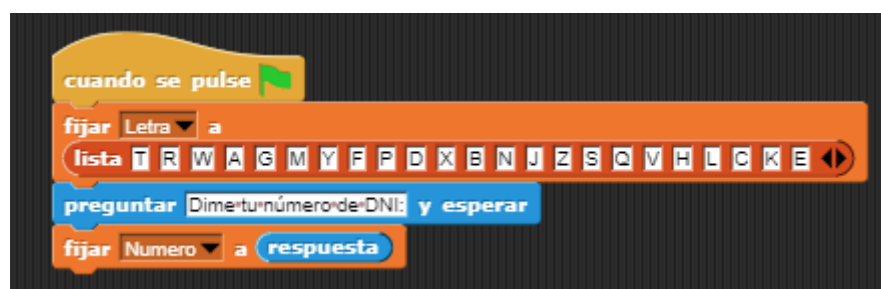 cuando se pulse
fijar Letra a
lista T R W A G M Y F P D X B N J Z S Q V H L C K E
preguntar Dime tu número de DNI: y esperar
fijar Numero a respuesta